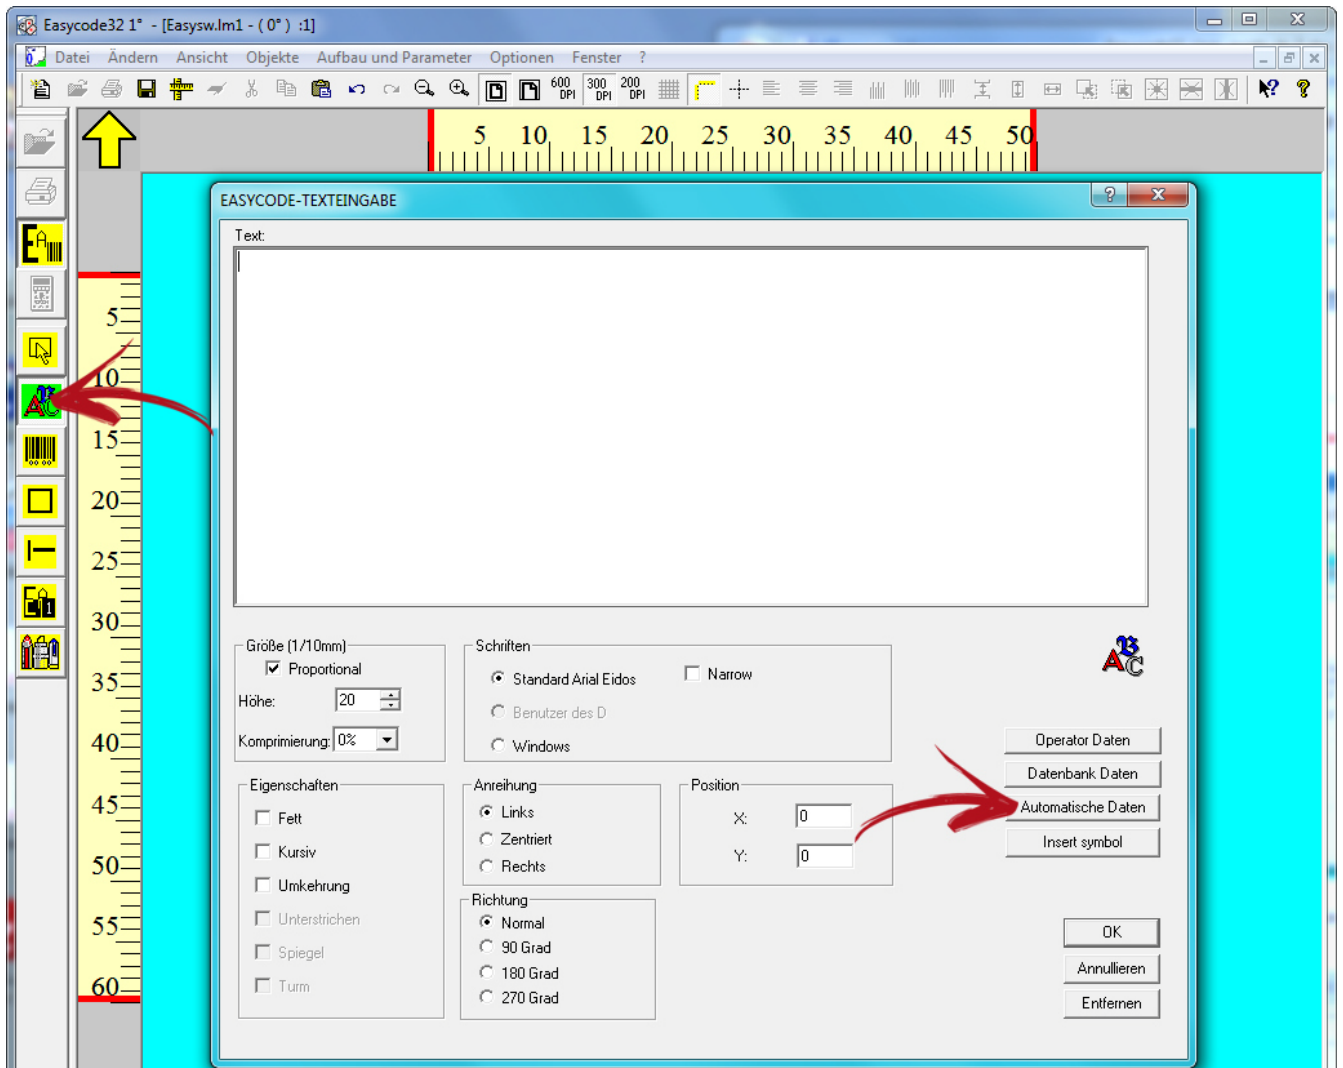 Easycode32 1° - [Easysw.lm1 - ( 0° ) :1]
Datei Ändern Ansicht Objekte Aufbau und Parameter Optionen Fenster ?
600 DPI 300 DPI 200 DPI
5 10 15 20 25 30 35 40 45 50
EASYCODE-TEXTEINGABE
Text:
5
10
15
20
25
30
35
40
45
50
55
60
Größe (1/10mm)
Proportional
Höhe: 20
Komprimierung: 0%
Schriften
Standard Arial Eidos
Narrow
Benutzer des D
Windows
Eigenschaften
Fett
Kursiv
Umkehrung
Unterstrichen
Spiegel
Turm
Anreihung
Links
Zentriert
Rechts
Richtung
Normal
90 Grad
180 Grad
270 Grad
Position
X: 0
Y: 0
ABC
Operator Daten
Datenbank Daten
Automatische Daten
Insert symbol
OK
Annullieren
Entfernen